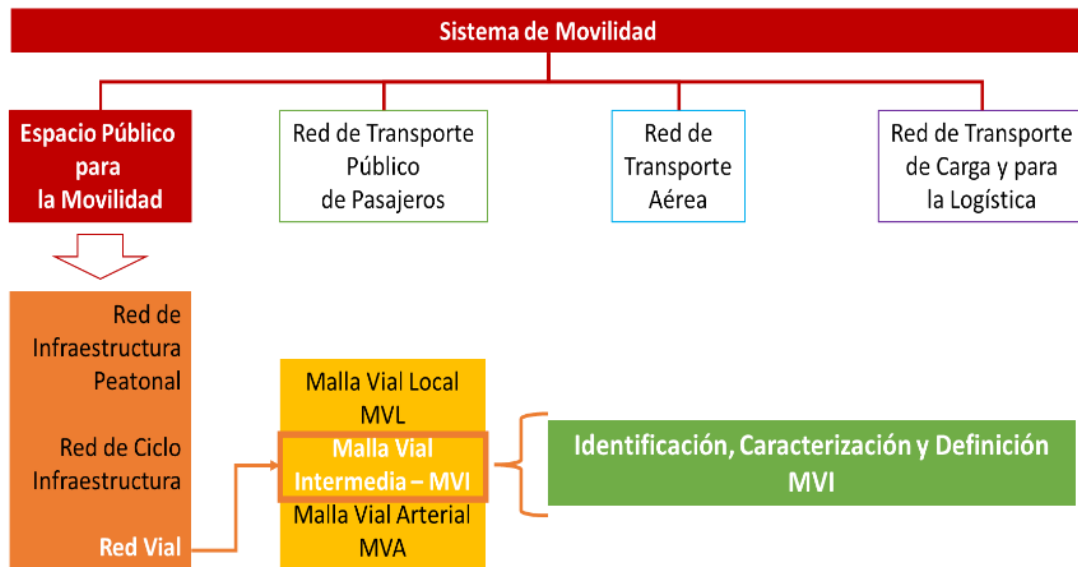 Sistema de Movilidad
Espacio Público
para
la Movilidad
Red de Transporte
Público
de Pasajeros
Red de
Transporte
Aérea
Red de Transporte
de Carga y para
la Logística
Red de
Infraestructura
Peatonal
Red de Ciclo
Infraestructura
Red Vial
Malla Vial Local
MVL
Malla Vial
Intermedia – MVI
Malla Vial Arterial
MVA
Identificación, Caracterización y Definición
MVI